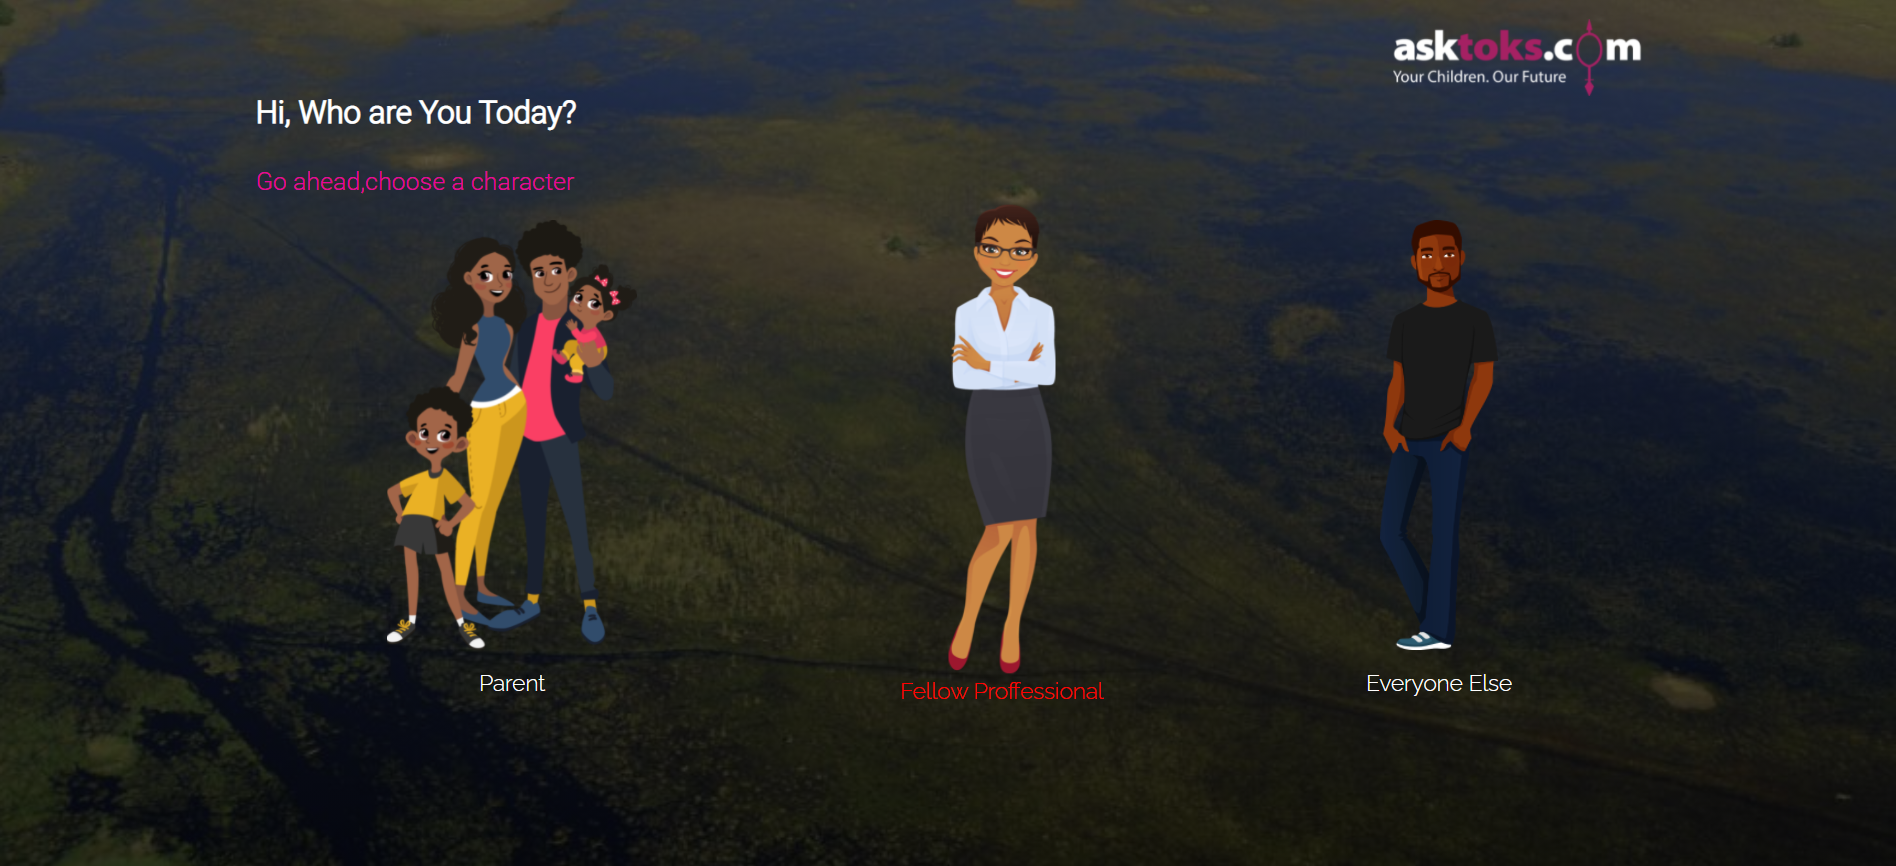 asktoks.com
Your Children. Our Future
Hi, Who are You Today?
Go ahead,choose a character
Parent
Fellow Proffessional
Everyone Else